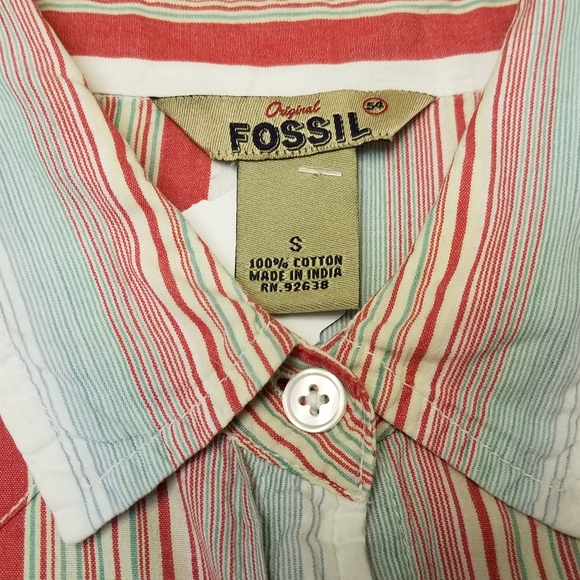 Original
FOSSIL 54
S
100% COTTON
MADE IN INDIA
RN.92638